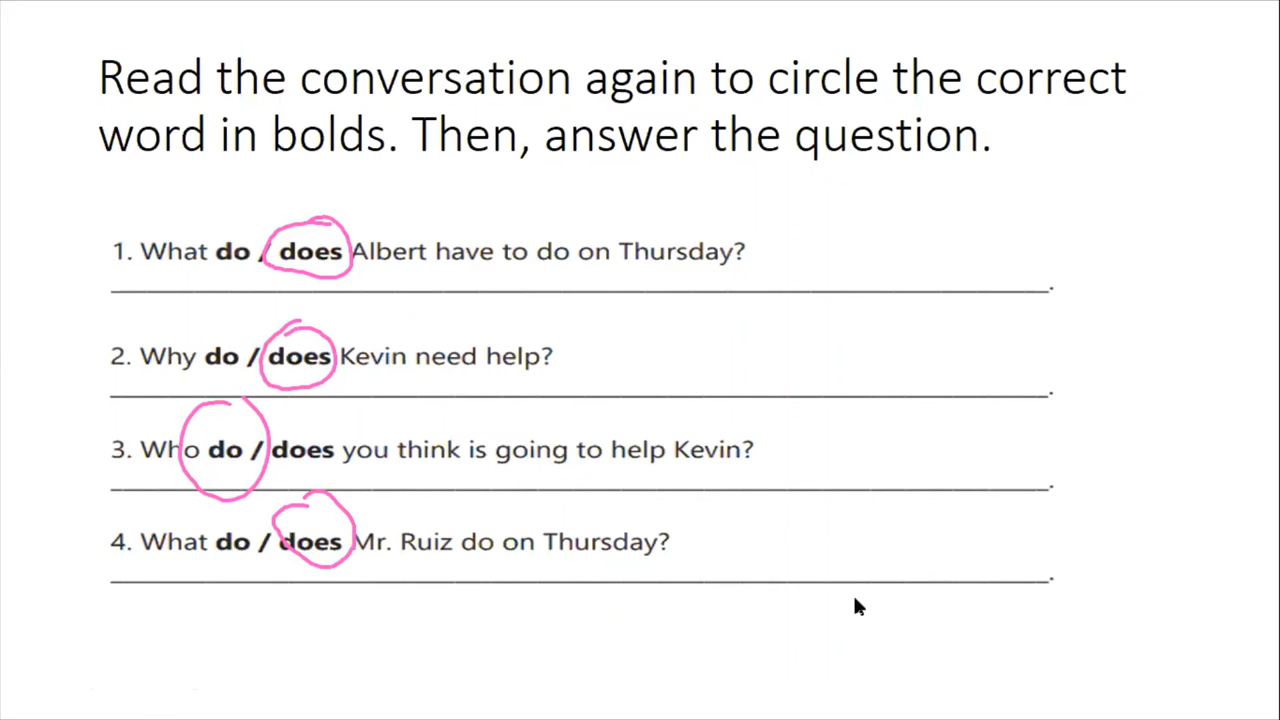 Read the conversation again to circle the correct
word in bolds. Then, answer the question.
1. What do / does Albert have to do on Thursday?
2. Why do / does Kevin need help?
3. Who do / does you think is going to help Kevin?
4. What do / does Mr. Ruiz do on Thursday?